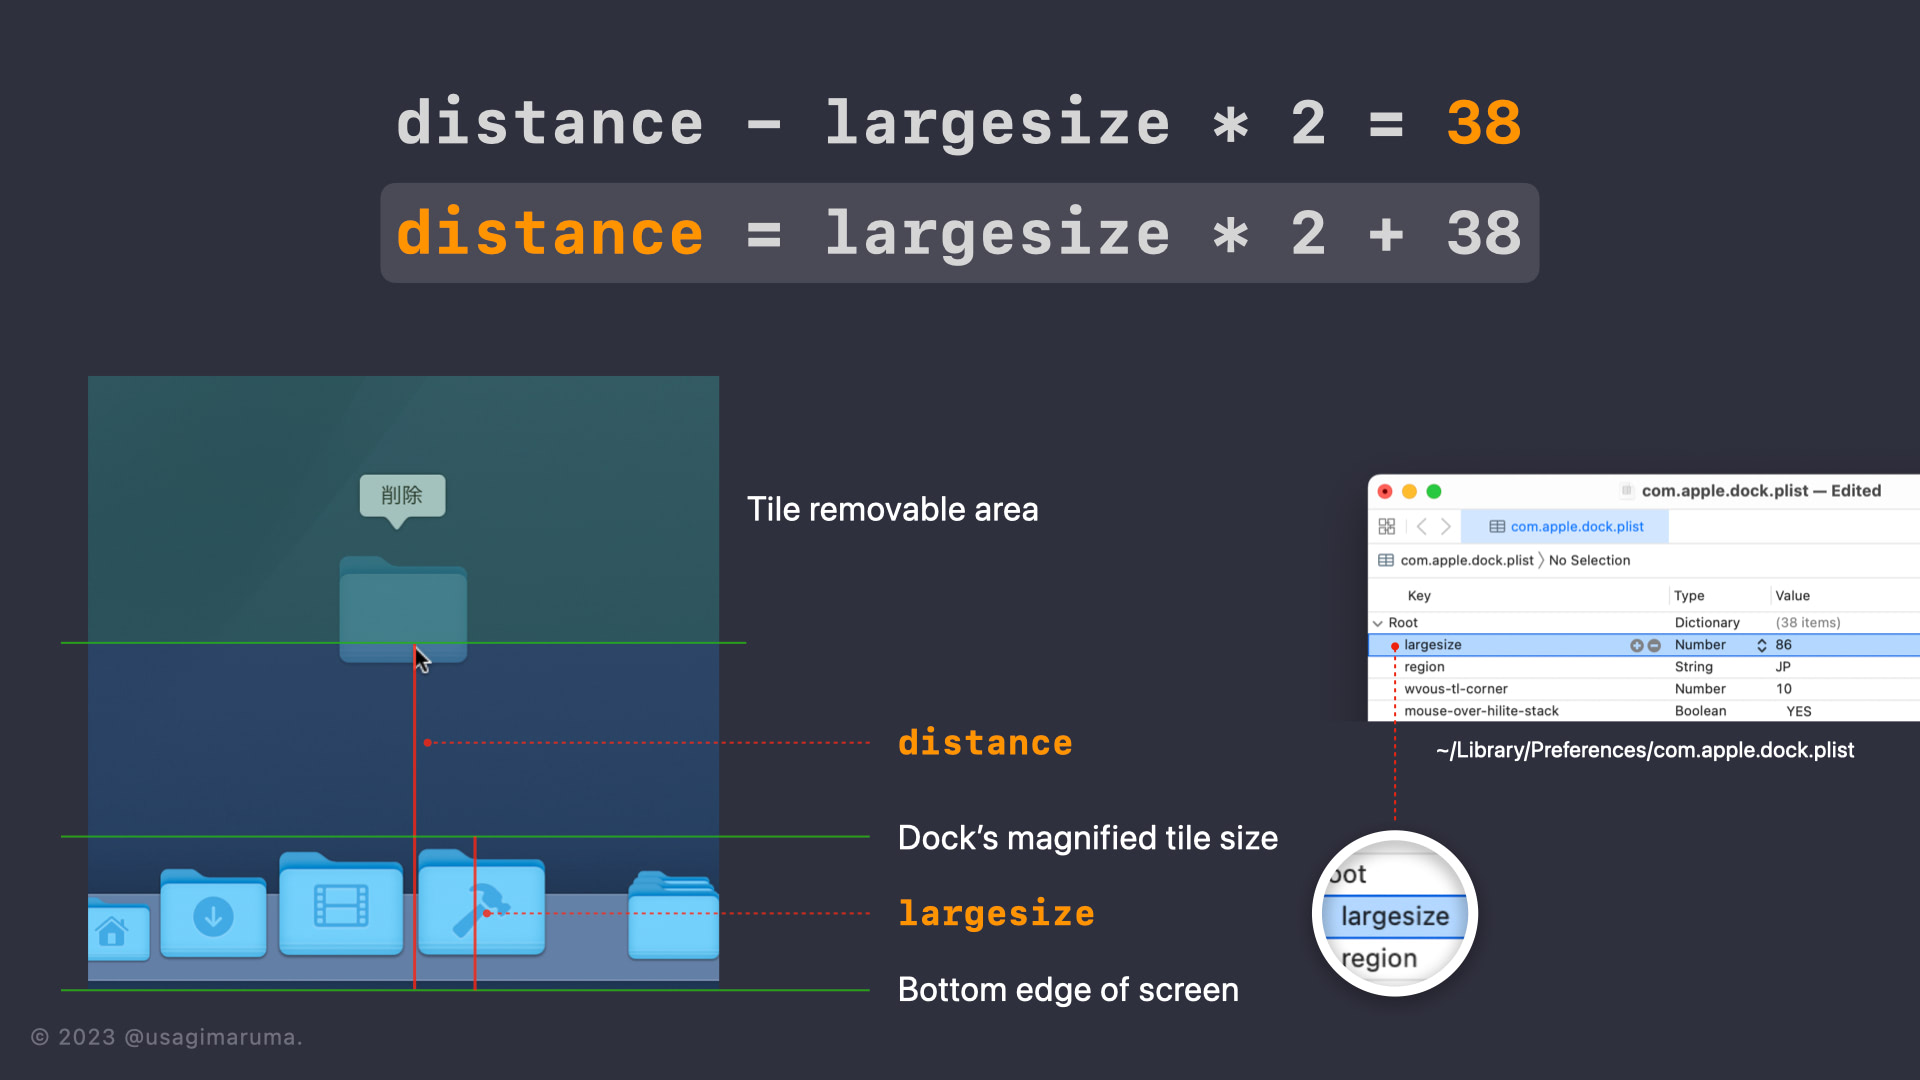 distance − largesize * 2 = 38
distance = largesize * 2 + 38
削除
Tile removable area
distance
Dock’s magnified tile size
largesize
Bottom edge of screen
com.apple.dock.plist — Edited
com.apple.dock.plist
com.apple.dock.plist 〉 No Selection
Key Type Value
Root Dictionary (38 items)
largesize Number 86
region String JP
wvous-tl-corner Number 10
mouse-over-hilite-stack Boolean YES
~/Library/Preferences/com.apple.dock.plist
oot
largesize
region
© 2023 @usagimaruma.